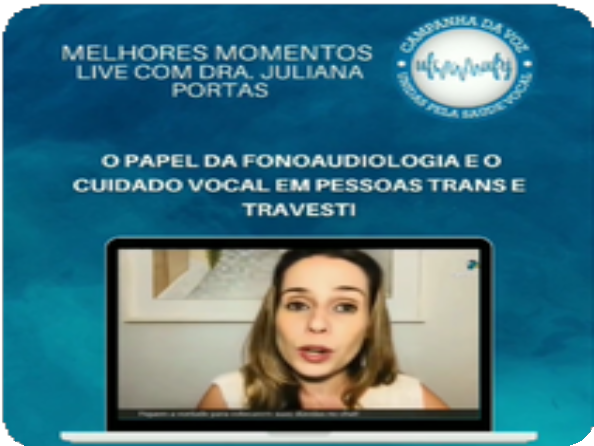 MELHORES MOMENTOS
LIVE COM DRA. JULIANA
PORTAS
CAMPANHA DA VOZ
UNIDAS PELA SAÚDE VOCAL
O PAPEL DA FONOAUDIOLOGIA E O
CUIDADO VOCAL EM PESSOAS TRANS E
TRAVESTI